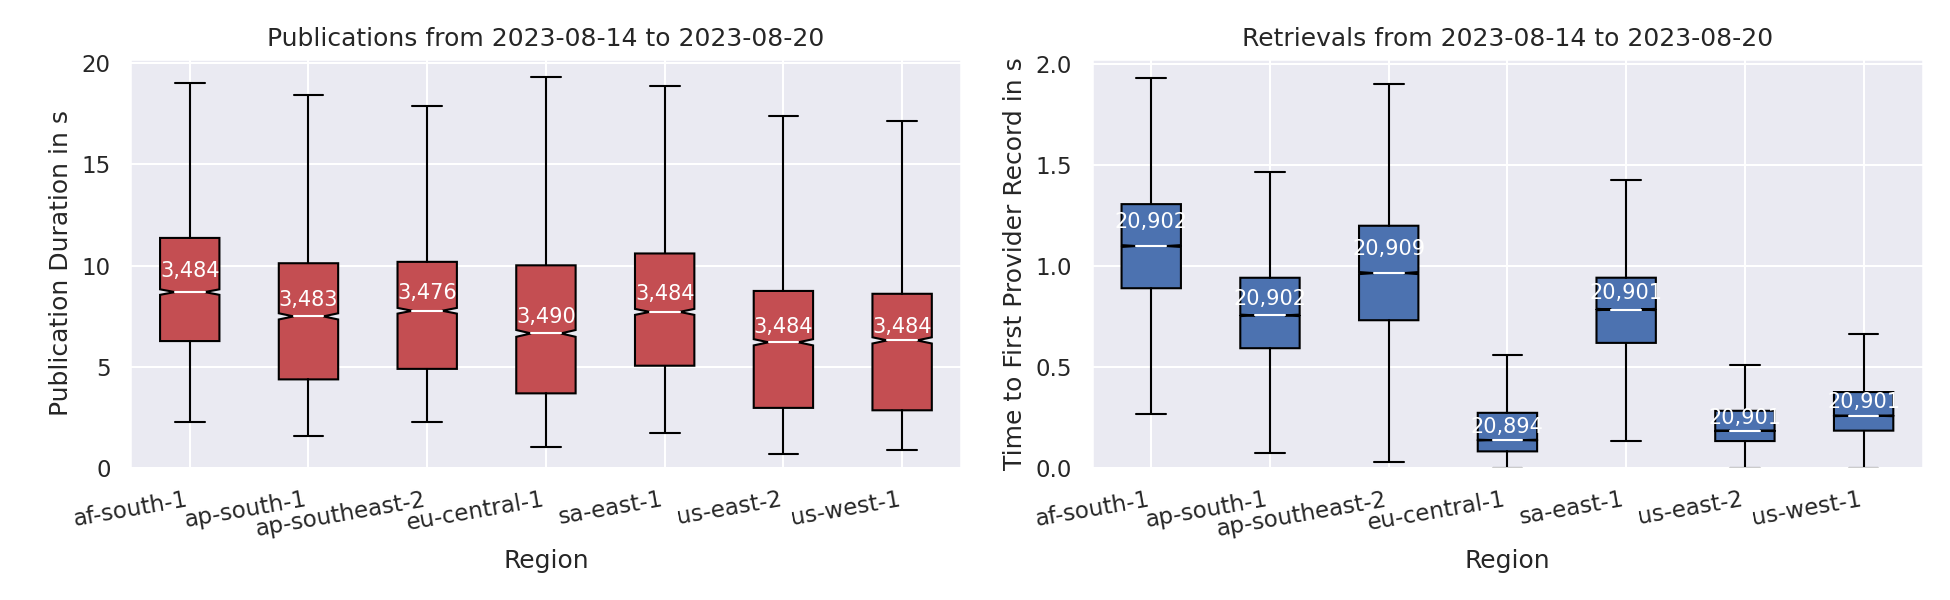 Publications from 2023-08-14 to 2023-08-20
Publication Duration in s
20
15
10
5
0
3,484
3,483
3,476
3,490
3,484
3,484
3,484
af-south-1
ap-south-1
ap-southeast-2
eu-central-1
sa-east-1
us-east-2
us-west-1
Region
Retrievals from 2023-08-14 to 2023-08-20
Time to First Provider Record in s
2.0
1.5
1.0
0.5
0.0
20,902
20,902
20,909
20,894
20,901
20,901
20,901
af-south-1
ap-south-1
ap-southeast-2
eu-central-1
sa-east-1
us-east-2
us-west-1
Region